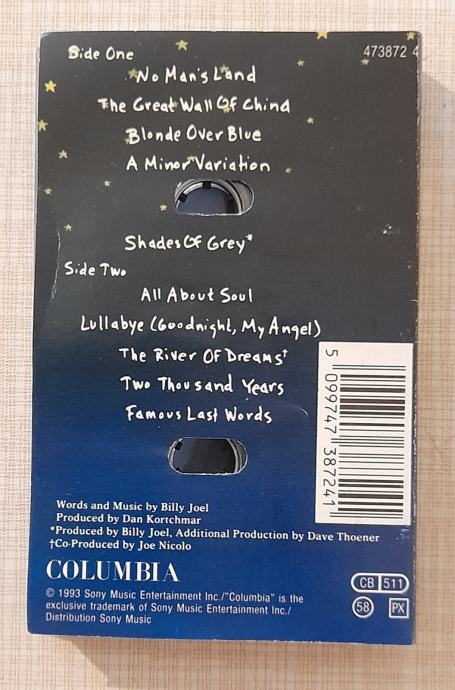 Side One
473872 4
No Man's Land
The Great Wall Of China
Blonde Over Blue
A Minor Variation
Shades Of Grey*
Side Two
All About Soul
Lullabye (Goodnight, My Angel)
The River Of Dreams†
Two Thousand Years
Famous Last Words
5 099747 387241
Words and Music by Billy Joel
Produced by Dan Kortchmar
*Produced by Billy Joel, Additional Production by Dave Thoener
†Co-Produced by Joe Nicolo
COLUMBIA
© 1993 Sony Music Entertainment Inc./"Columbia" is the
exclusive trademark of Sony Music Entertainment Inc./
Distribution Sony Music
CB 511
58 PX